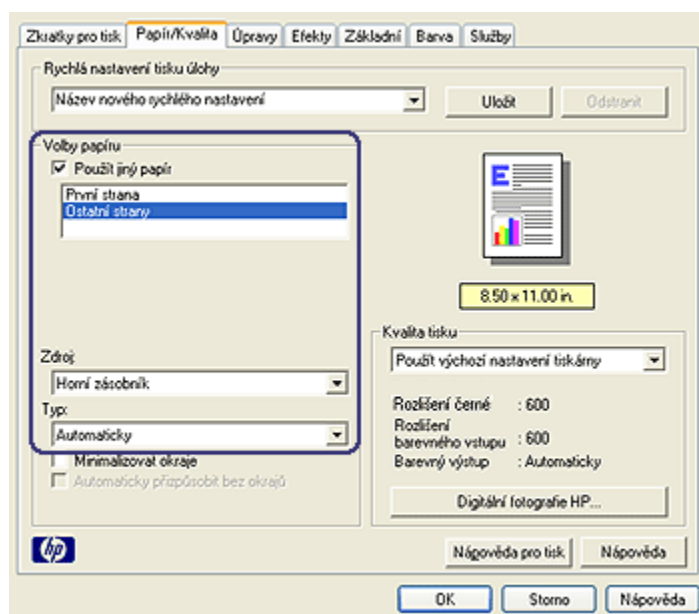 Zkratky pro tisk Papír/Kvalita Úpravy Efekty Základní Barva Služby
Rychlá nastavení tisku úlohy
Název nového rychlého nastavení Uložit Odstranit
Volby papíru
Použít jiný papír
První strana
Ostatní strany
E
8.50 x 11.00 in.
Kvalita tisku
Použít výchozí nastavení tiskárny
Rozlišení černé : 600
Rozlišení
barevného vstupu : 600
Barevný výstup : Automaticky
Digitální fotografie HP...
Zdroj:
Horní zásobník
Typ:
Automaticky
Minimalizovat okraje
Automaticky přizpůsobit bez okrajů
hp
Nápověda pro tisk Nápověda
OK Storno Nápověda